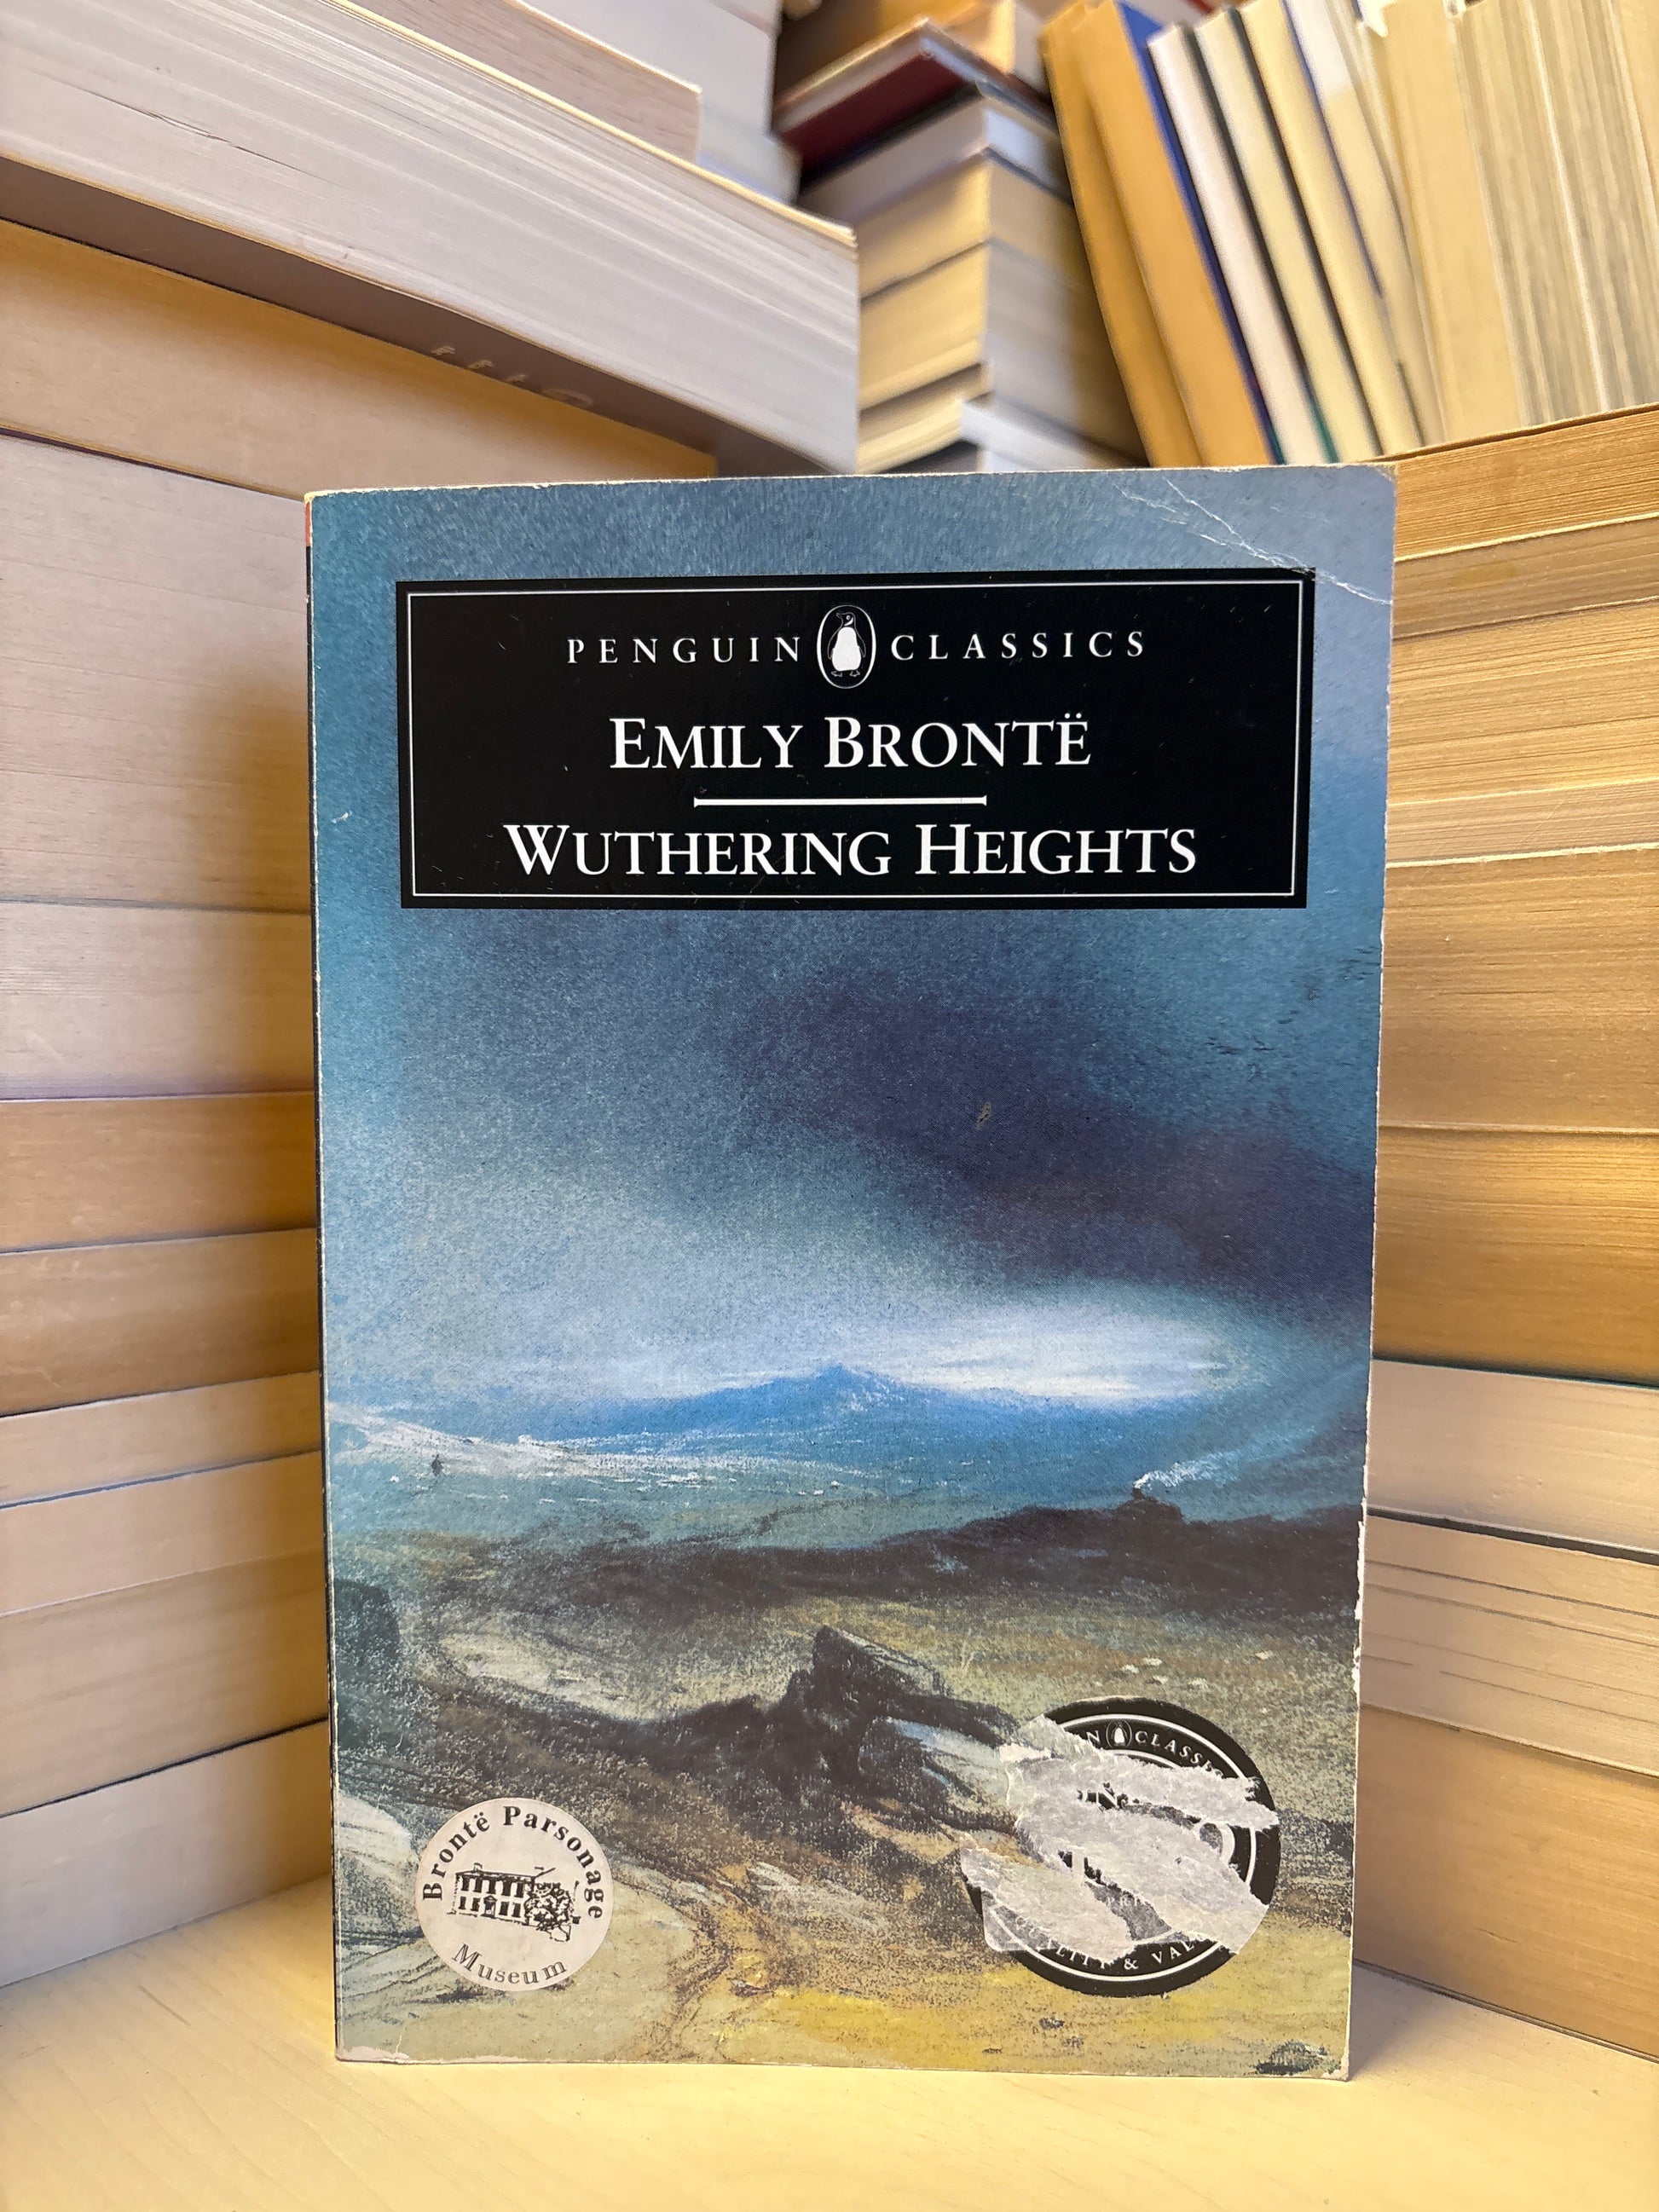 PENGUIN CLASSICS
EMILY BRONTË
WUTHERING HEIGHTS
Brontë Parsonage
Museum
&